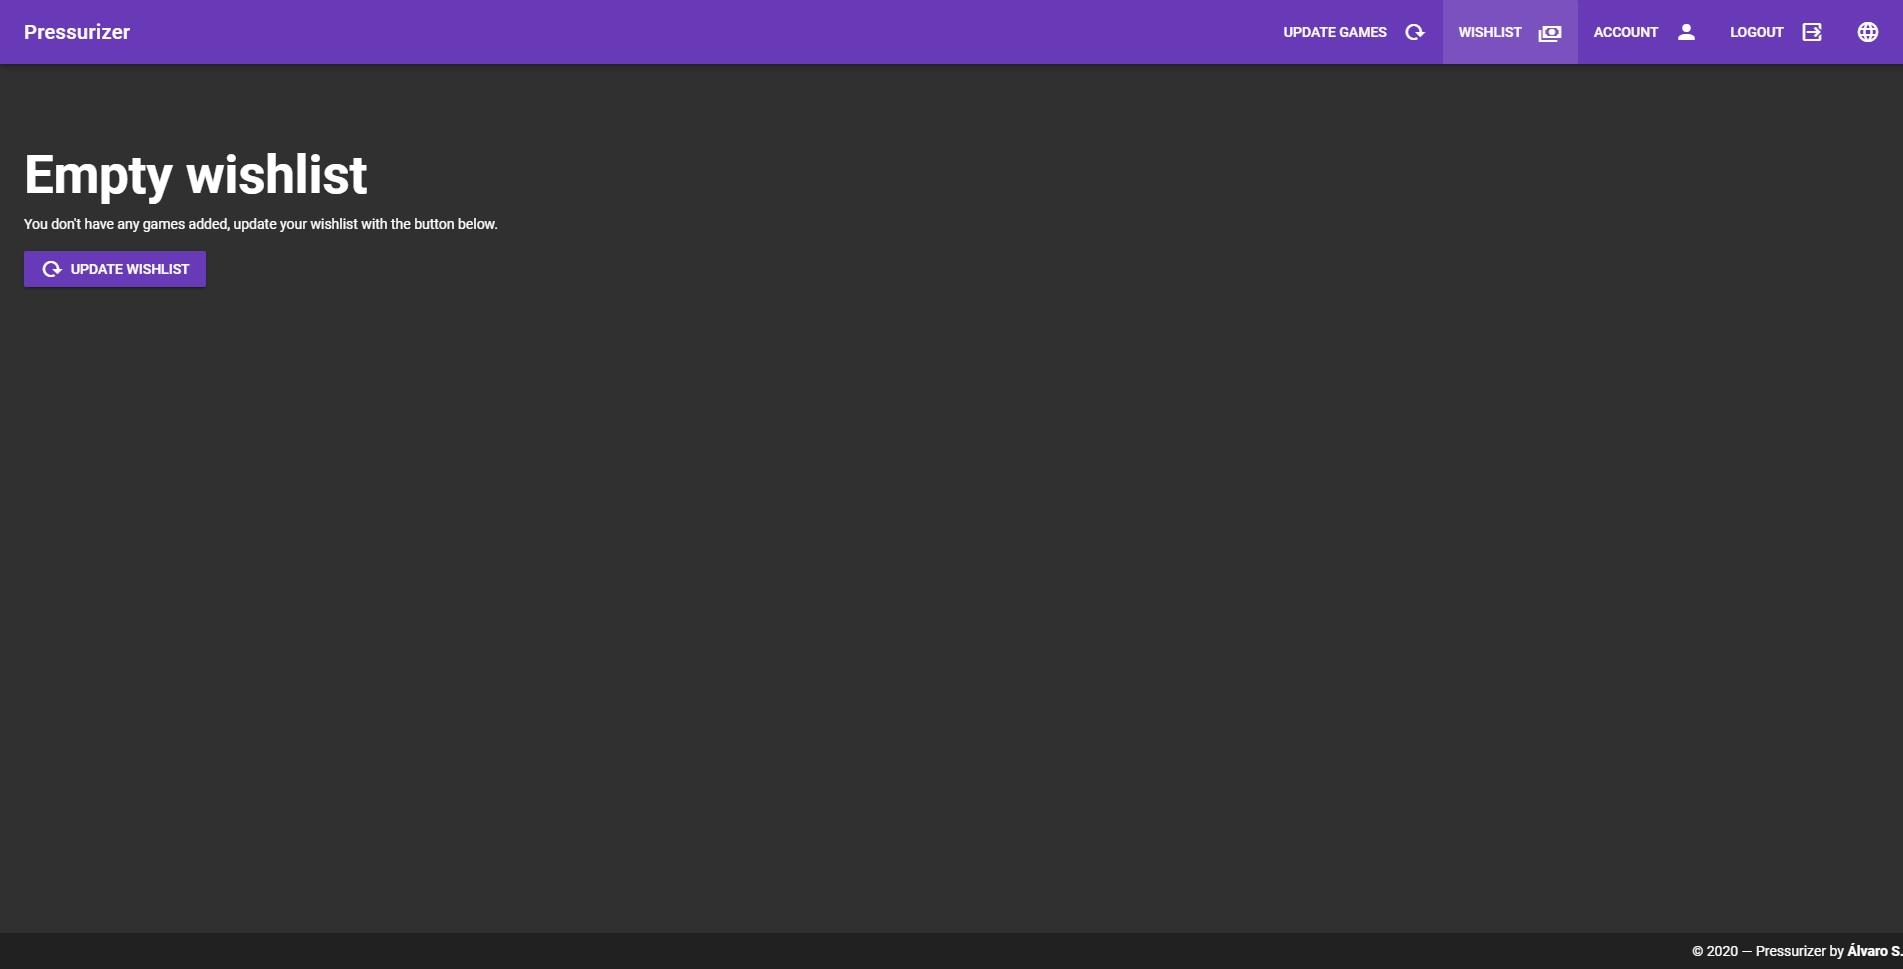 Pressurizer
UPDATE GAMES
WISHLIST
ACCOUNT
LOGOUT
Empty wishlist
You don't have any games added, update your wishlist with the button below.
UPDATE WISHLIST
© 2020 — Pressurizer by Álvaro S.